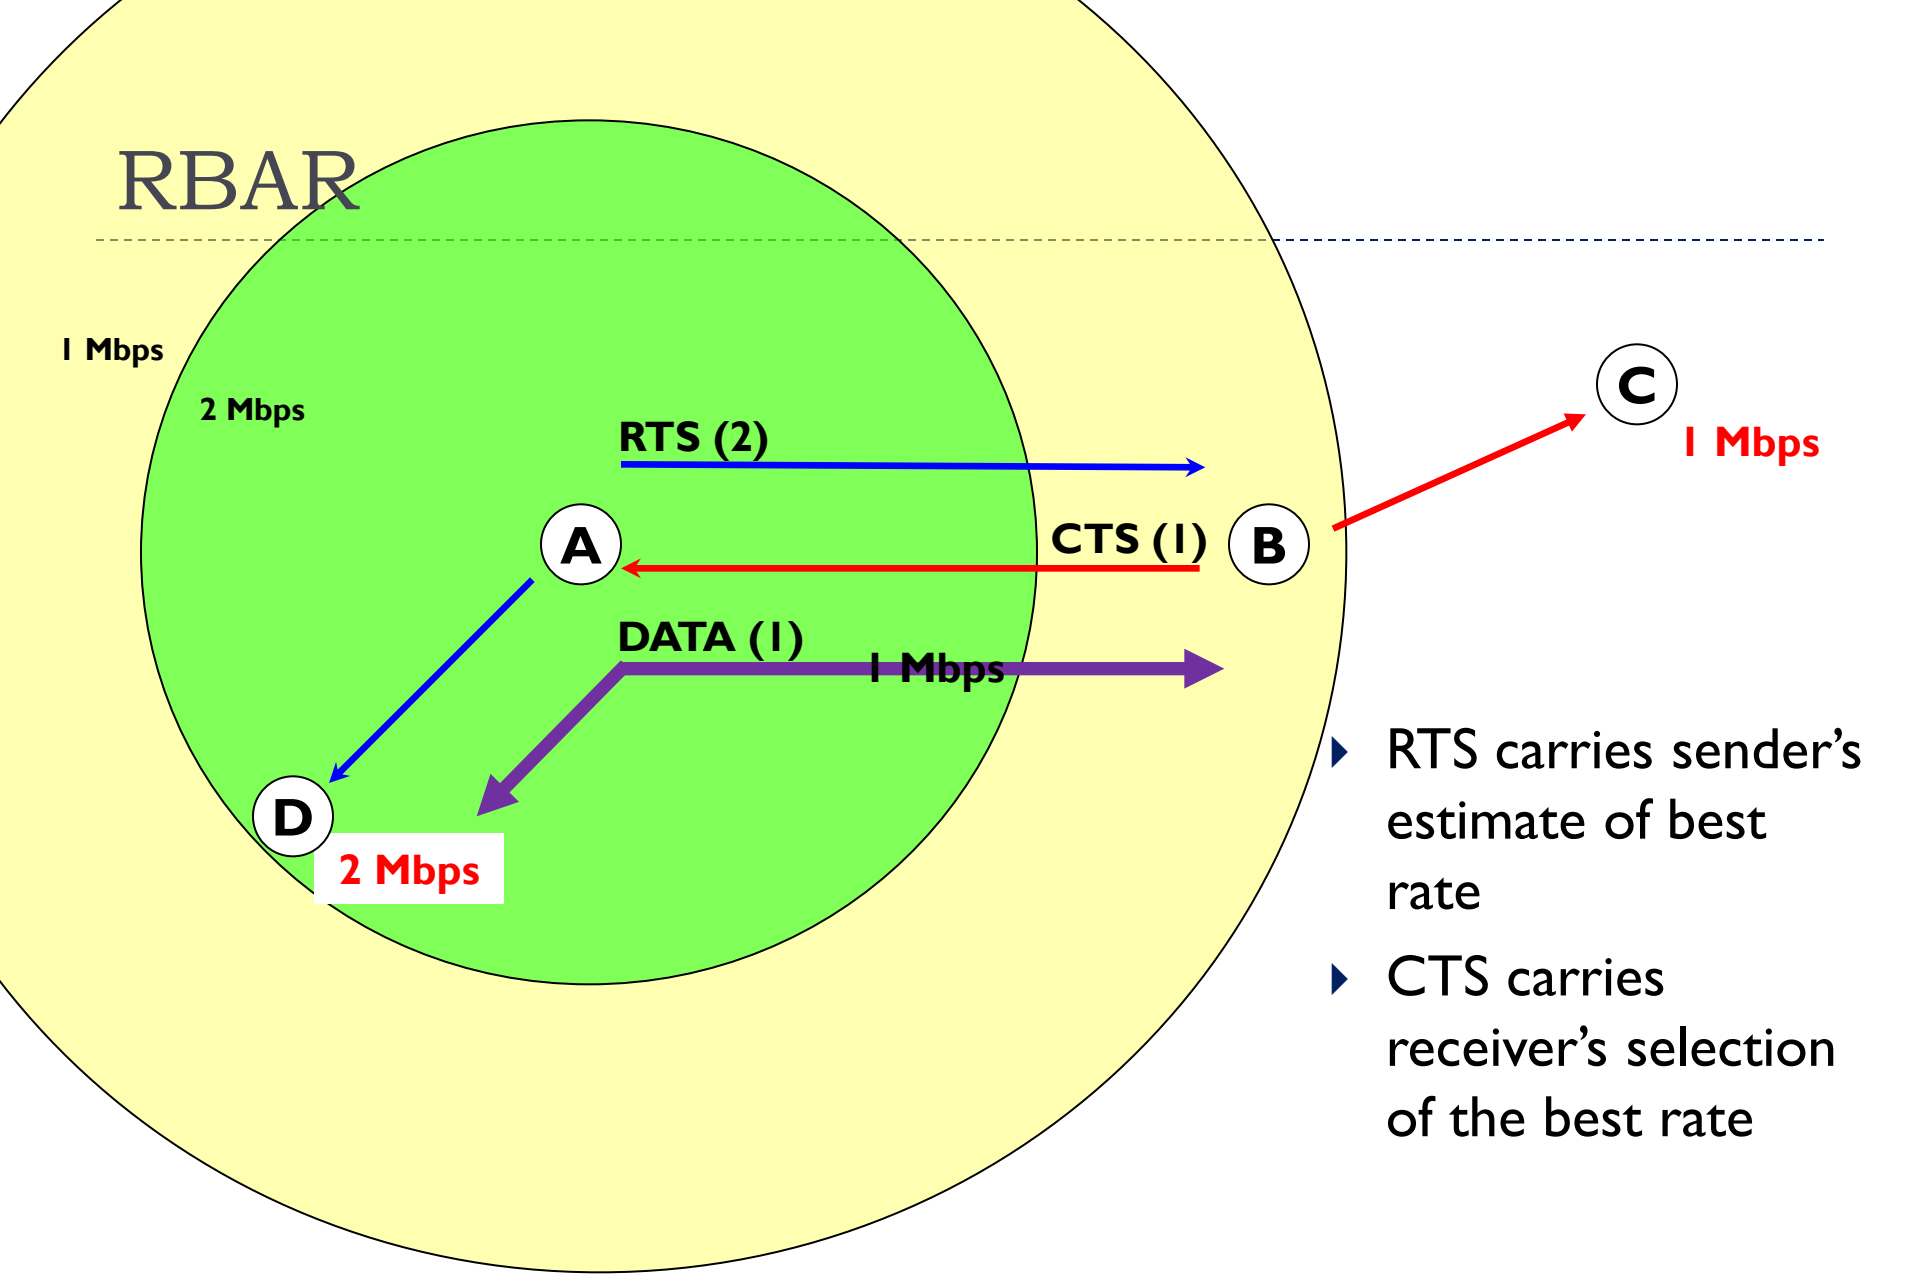 RBAR
1 Mbps
2 Mbps
RTS (2)
C
1 Mbps
A
CTS (1)
B
DATA (1)
1 Mbps
D
2 Mbps
RTS carries sender’s
estimate of best
rate
CTS carries
receiver’s selection
of the best rate